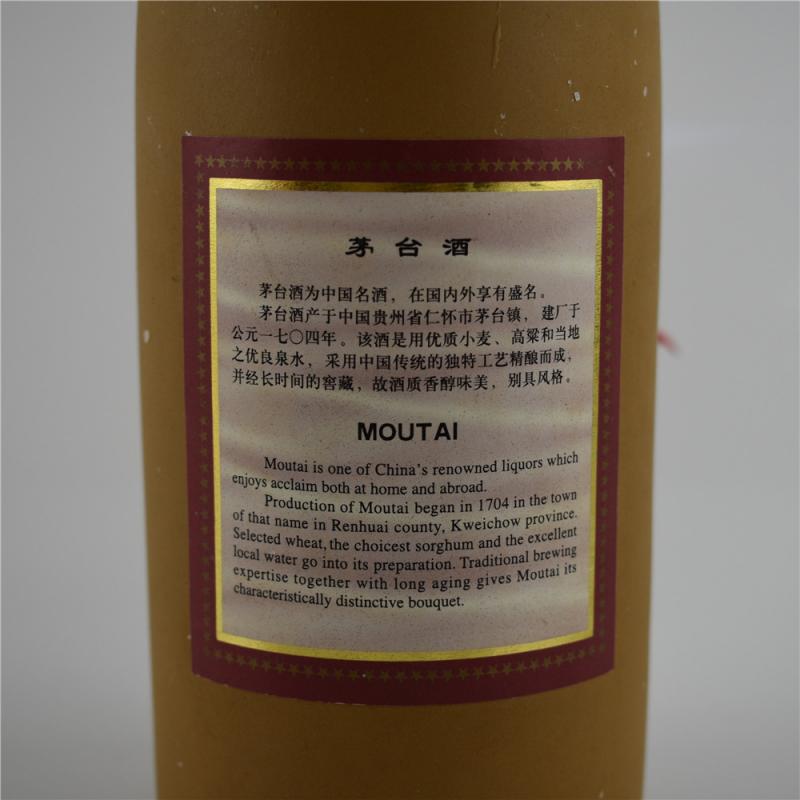 茅台酒
茅台酒为中国名酒，在国内外享有盛名。
茅台酒产于中国贵州省仁怀市茅台镇，建厂于
公元一七〇四年。该酒是用优质小麦、高粱和当地
之优良泉水，采用中国传统的独特工艺精酿而成，
并经长时间的窖藏，故酒质香醇味美，别具风格。
MOUTAI
Moutai is one of China's renowned liquors which
enjoys acclaim both at home and abroad.
Production of Moutai began in 1704 in the town
of that name in Renhuai county, Kweichow province.
Selected wheat, the choicest sorghum and the excellent
local water go into its preparation. Traditional brewing
expertise together with long aging gives Moutai its
characteristically distinctive bouquet.